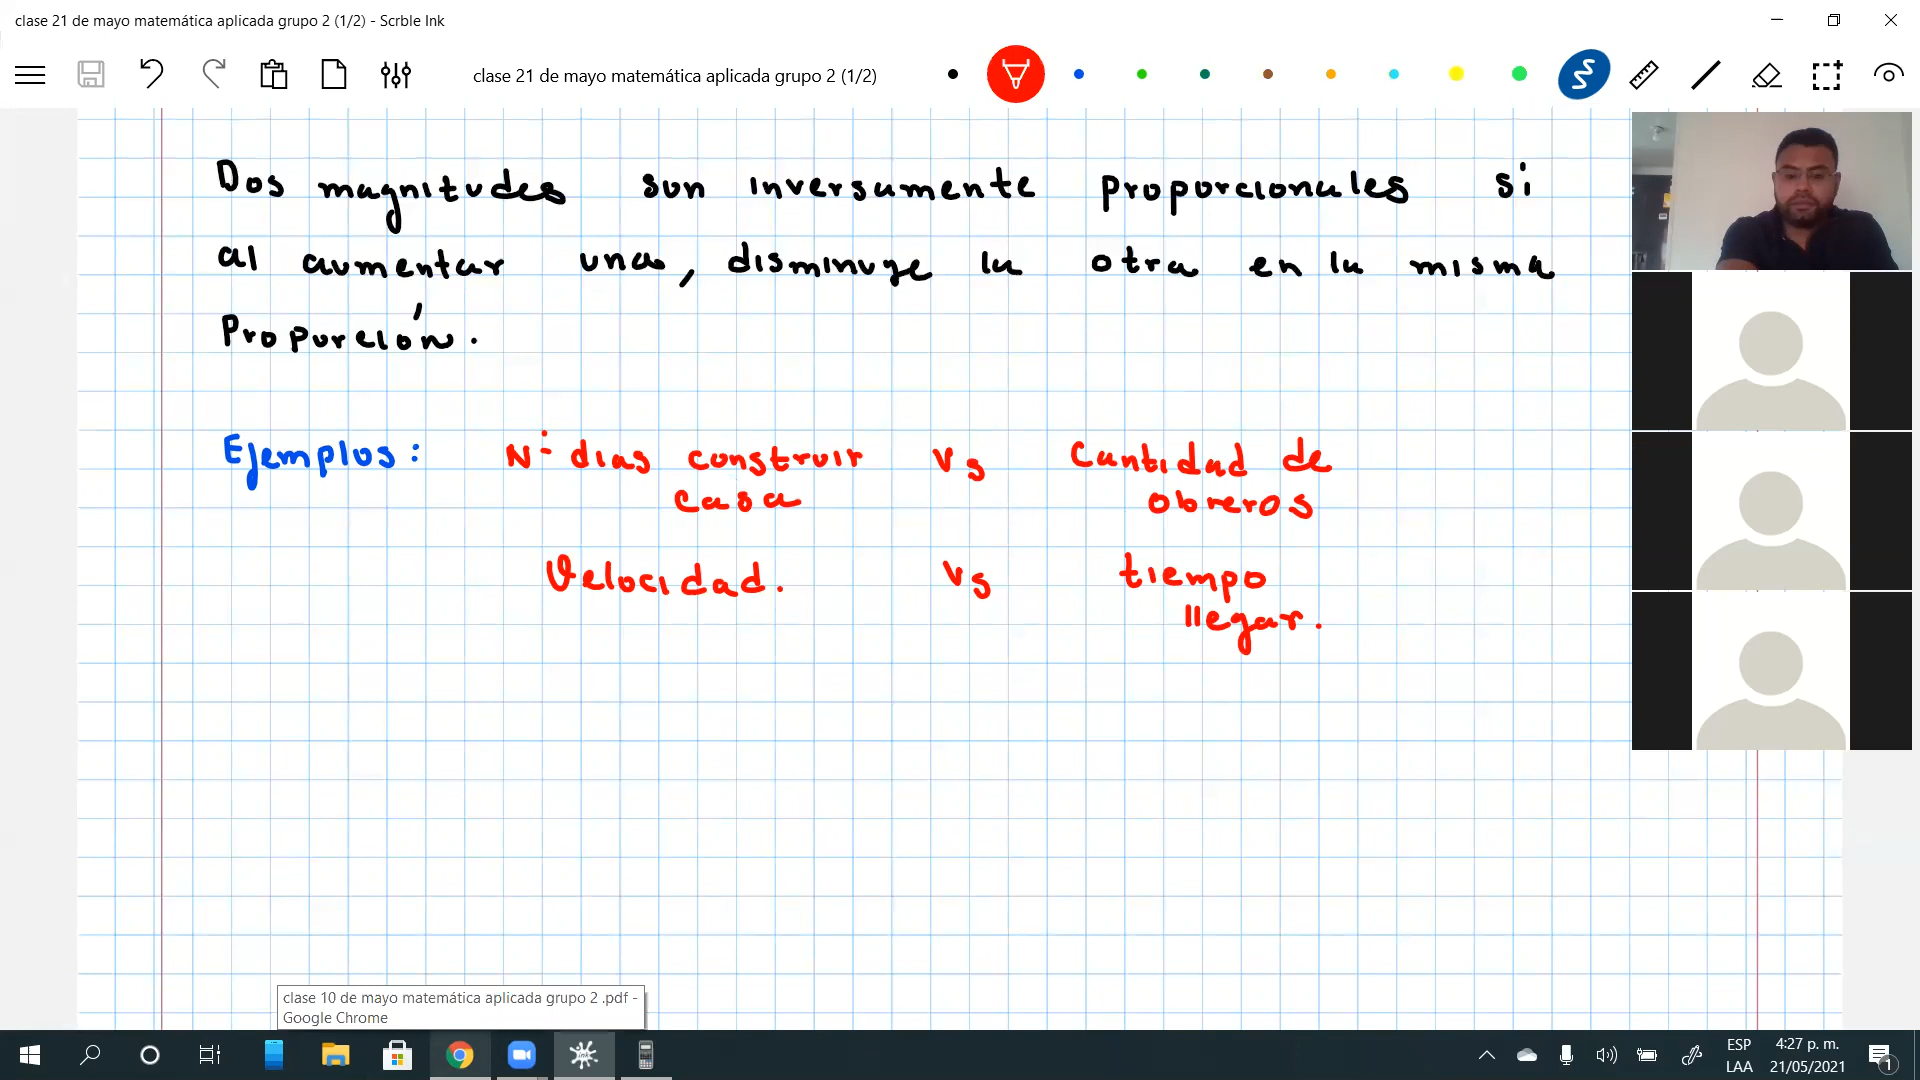 clase 21 de mayo matemática aplicada grupo 2 (1/2) - Scrble Ink
clase 21 de mayo matemática aplicada grupo 2 (1/2)
Dos magnitudes son inversamente proporcionales si
al aumentar una, disminuye la otra en la misma
Proporción.
Ejemplos: N° dias construir Vs Cantidad de
casa obreros
Velocidad. Vs tiempo
llegar.
clase 10 de mayo matemática aplicada grupo 2 .pdf -
Google Chrome
ESP 4:27 p. m.
LAA 21/05/2021
1